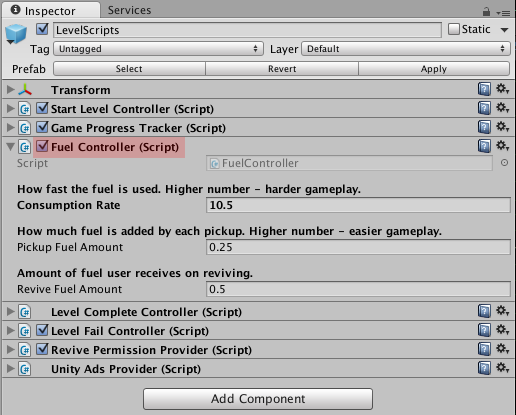 Inspector Services
LevelScripts Static
Tag Untagged Layer Default
Prefab Select Revert Apply
Transform
C# Start Level Controller (Script)
C# Game Progress Tracker (Script)
C# Fuel Controller (Script)
Script C# FuelController
How fast the fuel is used. Higher number - harder gameplay.
Consumption Rate 10.5
How much fuel is added by each pickup. Higher number - easier gameplay.
Pickup Fuel Amount 0.25
Amount of fuel user receives on reviving.
Revive Fuel Amount 0.5
C# Level Complete Controller (Script)
C# Level Fail Controller (Script)
C# Revive Permission Provider (Script)
C# Unity Ads Provider (Script)
Add Component